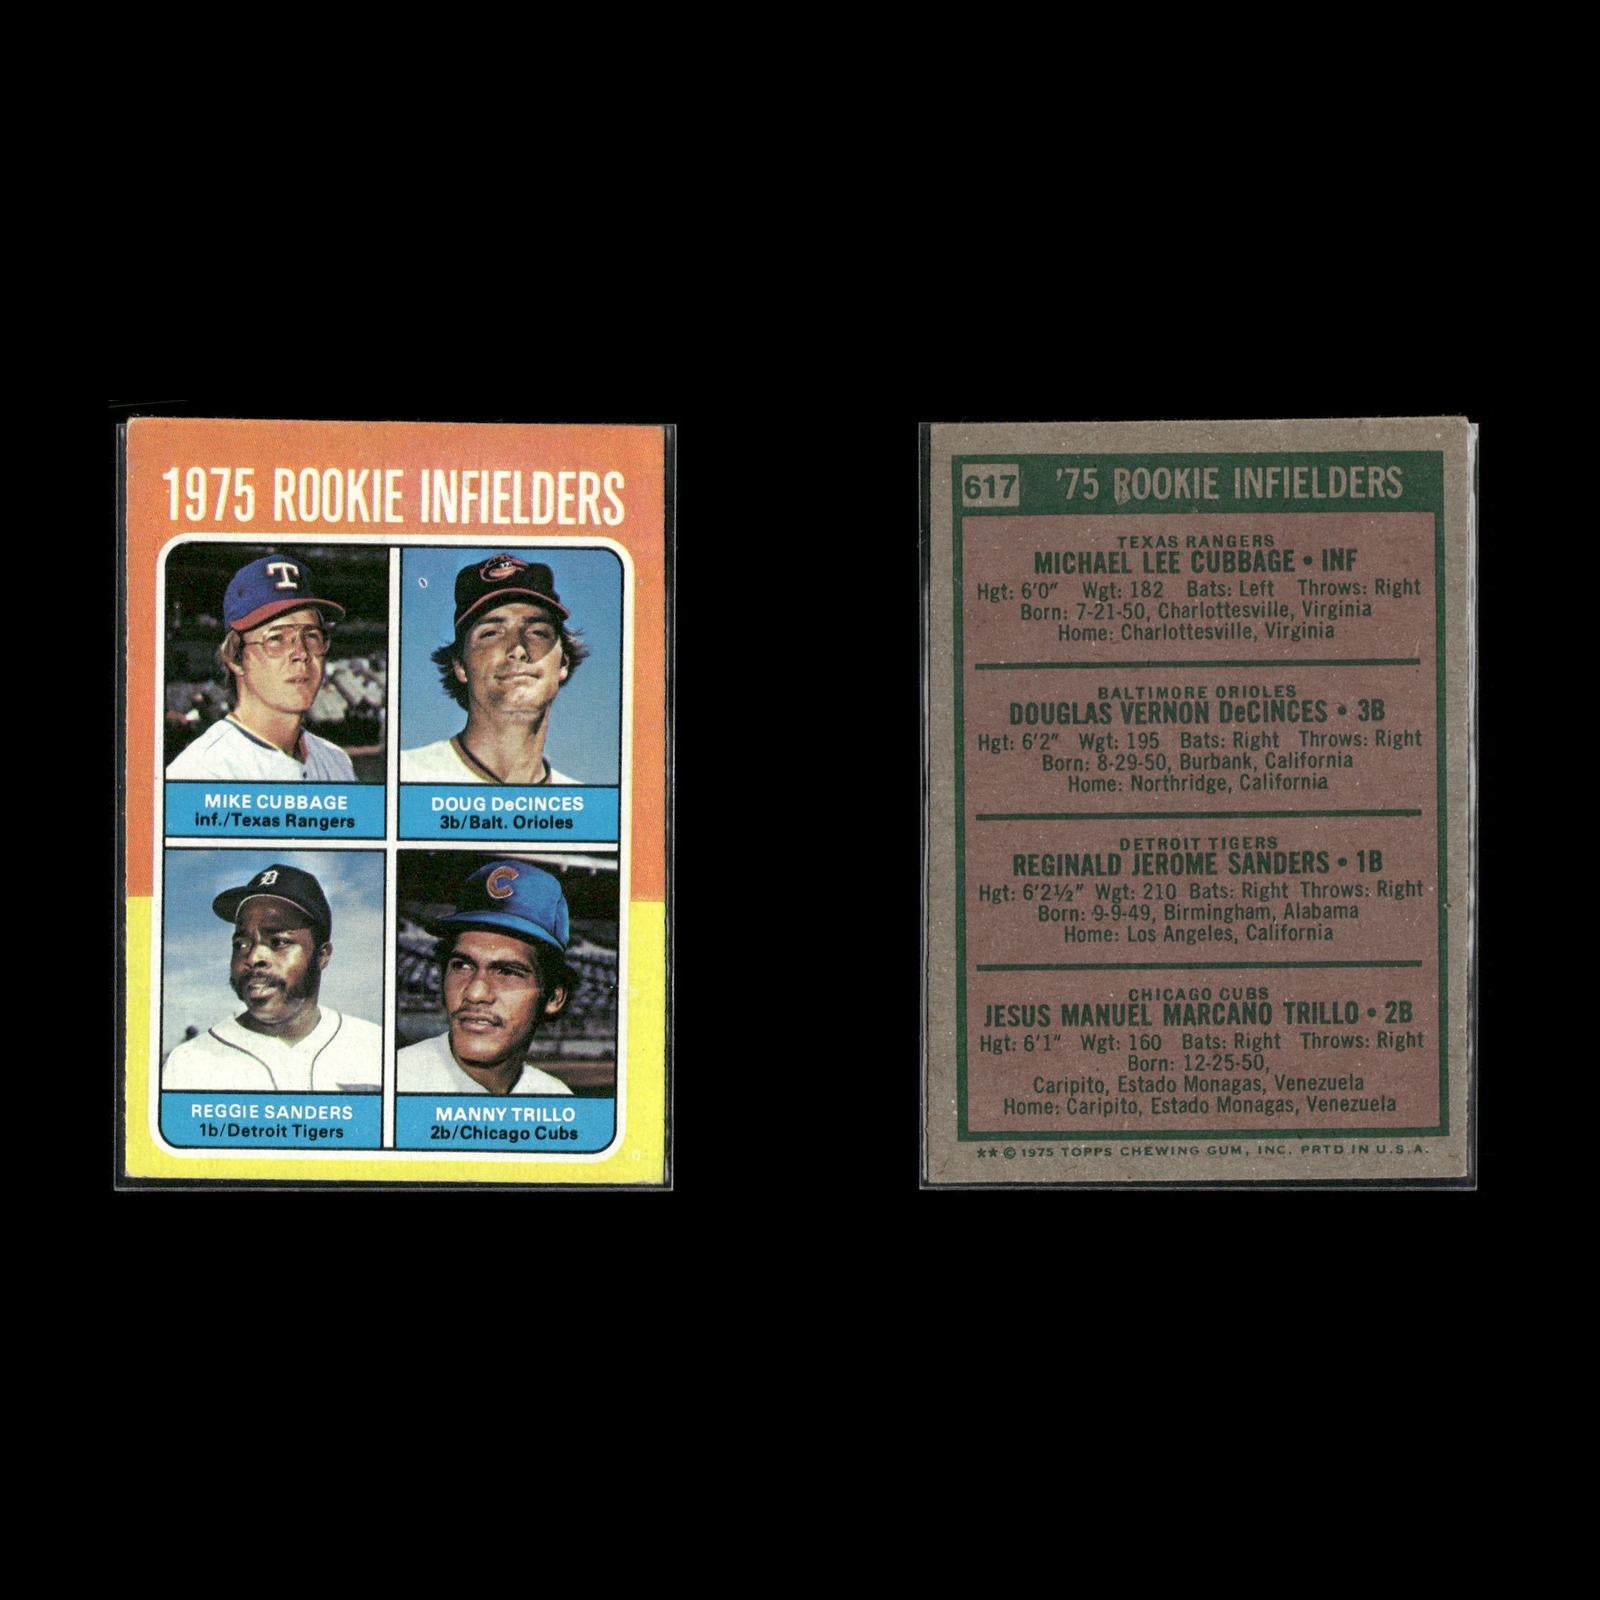 1975 ROOKIE INFIELDERS
T
MIKE CUBBAGE
inf./Texas Rangers
DOUG DeCINCES
3b/Balt. Orioles
D
C
REGGIE SANDERS
1b/Detroit Tigers
MANNY TRILLO
2b/Chicago Cubs
617 '75 ROOKIE INFIELDERS
TEXAS RANGERS
MICHAEL LEE CUBBAGE • INF
Hgt: 6'0" Wgt: 182 Bats: Left Throws: Right
Born: 7-21-50, Charlottesville, Virginia
Home: Charlottesville, Virginia
BALTIMORE ORIOLES
DOUGLAS VERNON DeCINCES • 3B
Hgt: 6'2" Wgt: 195 Bats: Right Throws: Right
Born: 8-29-50, Burbank, California
Home: Northridge, California
DETROIT TIGERS
REGINALD JEROME SANDERS • 1B
Hgt: 6'2½" Wgt: 210 Bats: Right Throws: Right
Born: 9-9-49, Birmingham, Alabama
Home: Los Angeles, California
CHICAGO CUBS
JESUS MANUEL MARCANO TRILLO • 2B
Hgt: 6'1" Wgt: 160 Bats: Right Throws: Right
Born: 12-25-50,
Caripito, Estado Monagas, Venezuela
Home: Caripito, Estado Monagas, Venezuela
** © 1975 TOPPS CHEWING GUM, INC. PRTD IN U.S.A.